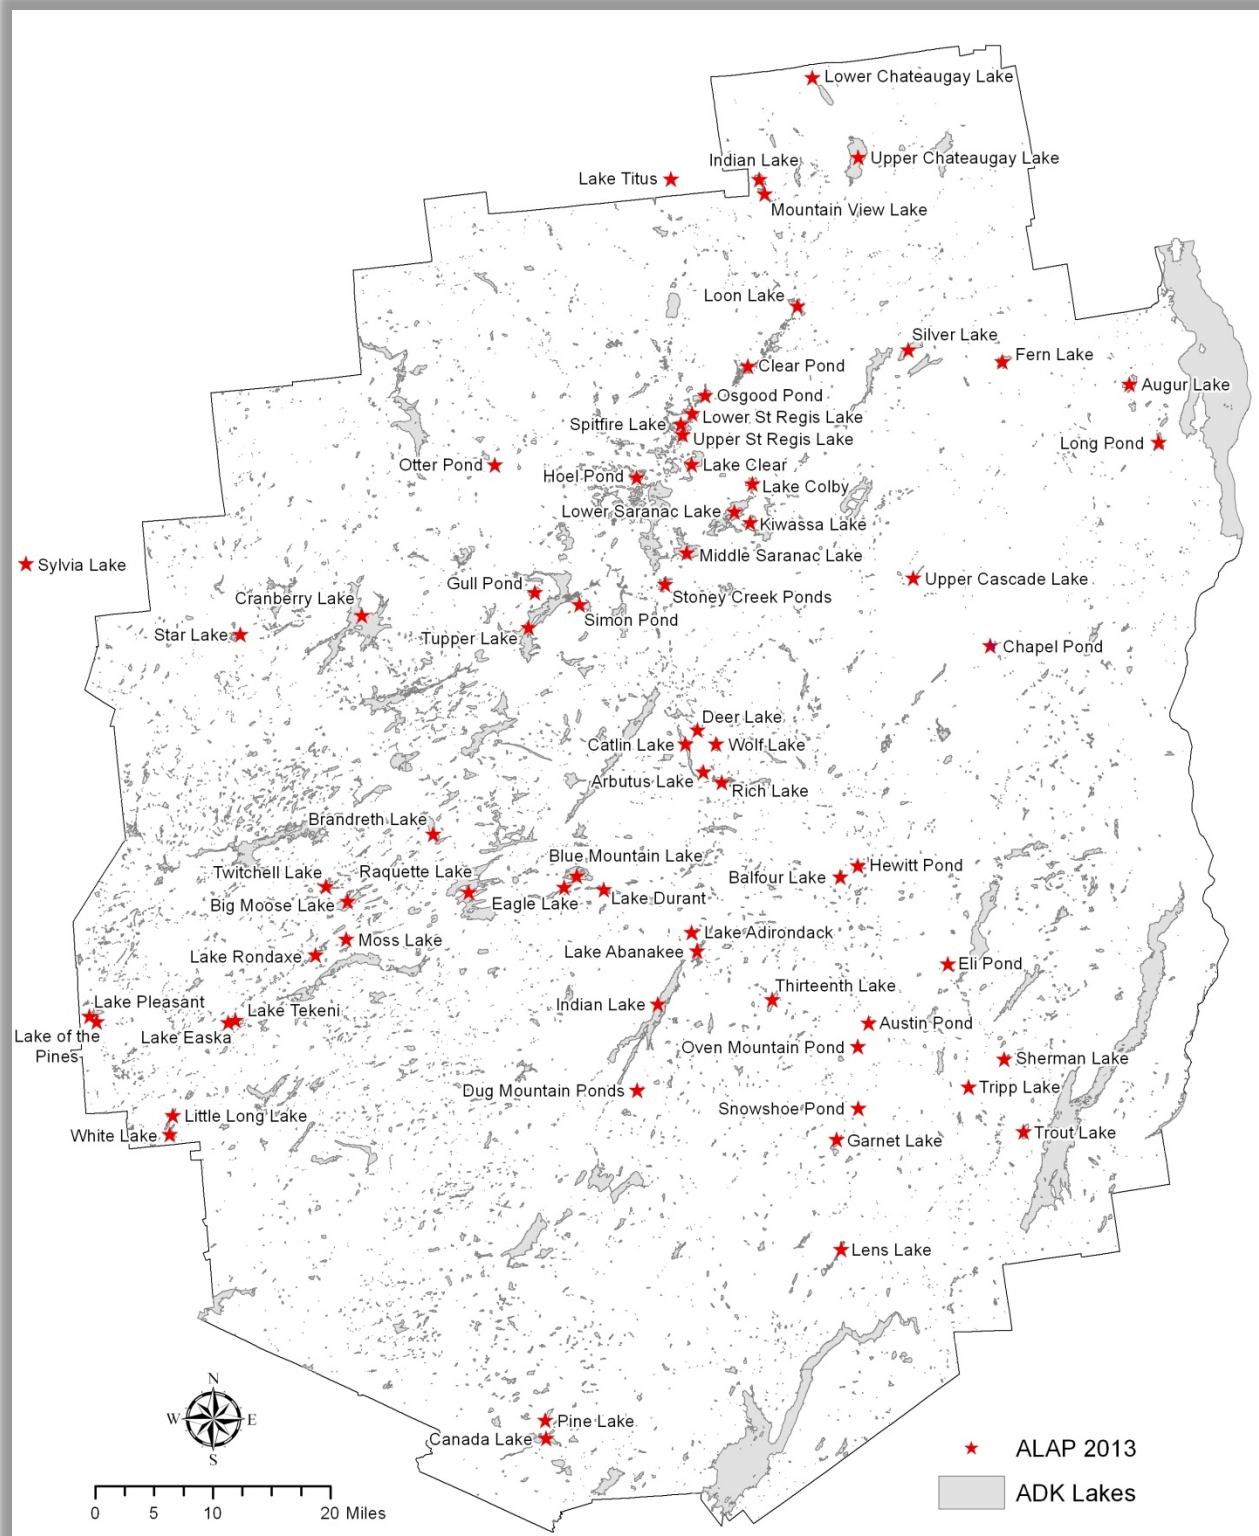 Lower Chateaugay Lake
Upper Chateaugay Lake
Indian Lake
Lake Titus
Mountain View Lake
Loon Lake
Silver Lake
Fern Lake
Clear Pond
Augur Lake
Osgood Pond
Lower St Regis Lake
Spitfire Lake
Upper St Regis Lake
Long Pond
Otter Pond
Lake Clear
Hoel Pond
Lake Colby
Lower Saranac Lake
Kiwassa Lake
Middle Saranac Lake
Sylvia Lake
Upper Cascade Lake
Gull Pond
Cranberry Lake
Stoney Creek Ponds
Simon Pond
Star Lake
Tupper Lake
Chapel Pond
Deer Lake
Catlin Lake
Wolf Lake
Arbutus Lake
Rich Lake
Brandreth Lake
Blue Mountain Lake
Twitchell Lake
Raquette Lake
Hewitt Pond
Balfour Lake
Big Moose Lake
Eagle Lake
Lake Durant
Lake Adirondack
Moss Lake
Lake Abanakee
Lake Rondaxe
Eli Pond
Thirteenth Lake
Lake Pleasant
Indian Lake
Lake Tekeni
Austin Pond
Lake of the
Pines
Lake Easka
Oven Mountain Pond
Sherman Lake
Dug Mountain Ponds
Tripp Lake
Snowshoe Pond
Little Long Lake
White Lake
Trout Lake
Garnet Lake
Lens Lake
N
W
E
S
Pine Lake
Canada Lake
ALAP 2013
ADK Lakes
0 5 10 20 Miles